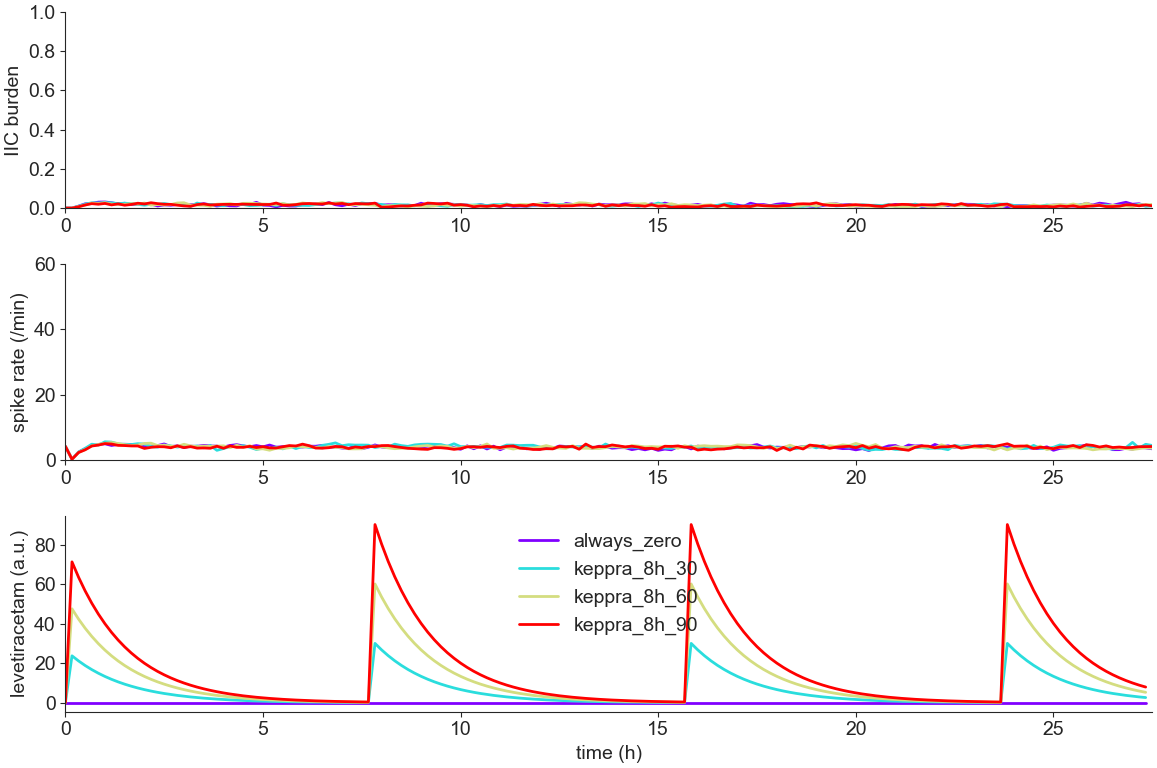 1.0
0.8
0.6
0.4
0.2
0.0
IIC burden
0 5 10 15 20 25
60
40
20
0
spike rate (/min)
0 5 10 15 20 25
80
60
40
20
0
levetiracetam (a.u.)
always_zero
keppra_8h_30
keppra_8h_60
keppra_8h_90
0 5 10 15 20 25
time (h)